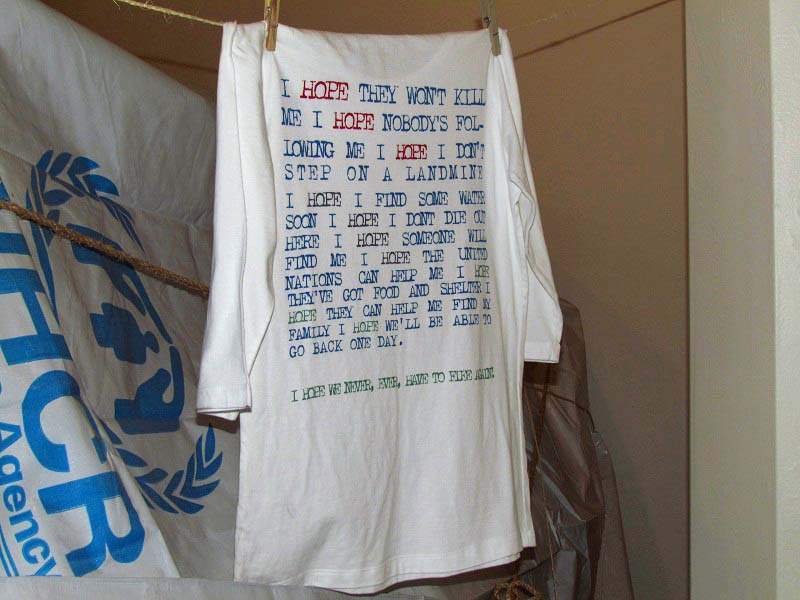 I HOPE THEY WON'T KILL
ME I HOPE NOBODY'S FOL-
LOWING ME I HOPE I DON'T
STEP ON A LANDMINE
I HOPE I FIND SOME WATER
SOON I HOPE I DONT DIE OUT
HERE I HOPE SOMEONE WILL
FIND ME I HOPE THE UNITED
NATIONS CAN HELP ME I HOPE
THEY'VE GOT FOOD AND SHELTER I
HOPE THEY CAN HELP ME FIND MY
FAMILY I HOPE WE'LL BE ABLE TO
GO BACK ONE DAY.
I HOPE WE NEVER, EVER, HAVE TO FLEE AGAIN.
HCR
Agency